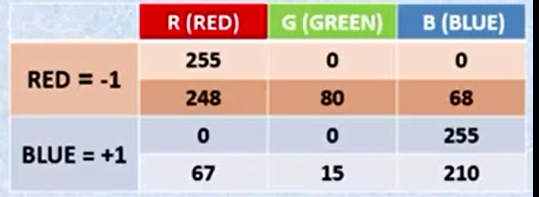 R (RED) G (GREEN) B (BLUE)
RED = -1
255 0 0
248 80 68
BLUE = +1
0 0 255
67 15 210